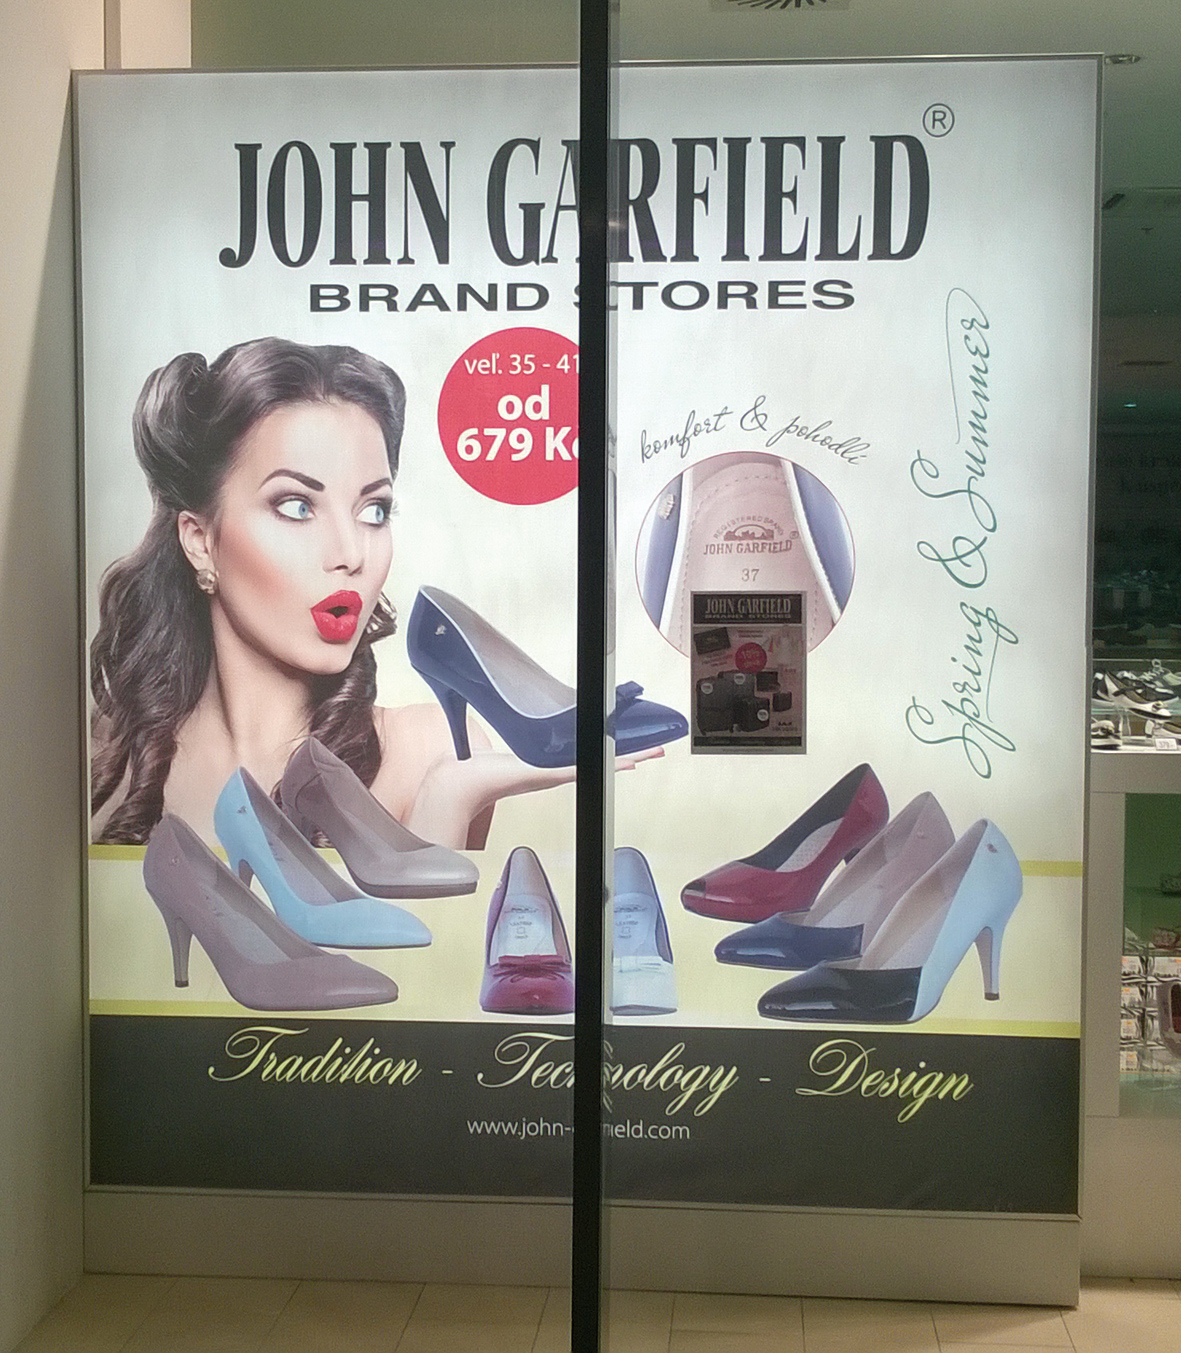 JOHN GARFIELD®
BRAND STORES
veľ. 35 - 41
od
679 Kč
komfort & pohodlí
Spring & Summer
REGISTERED BRAND
JOHN GARFIELD®
37
JOHN GARFIELD
BRAND STORES
Tradition - Technology - Design
www.john-garfield.com